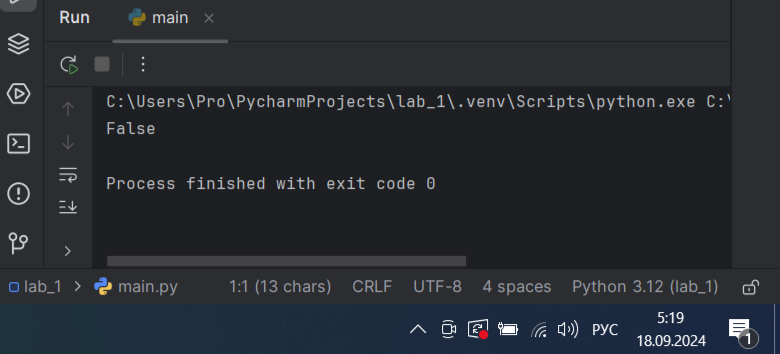 Run main
C:\Users\Pro\PycharmProjects\lab_1\.venv\Scripts\python.exe C:\
False
Process finished with exit code 0
lab_1 > main.py 1:1 (13 chars) CRLF UTF-8 4 spaces Python 3.12 (lab_1)
РУС 5:19
18.09.2024 1